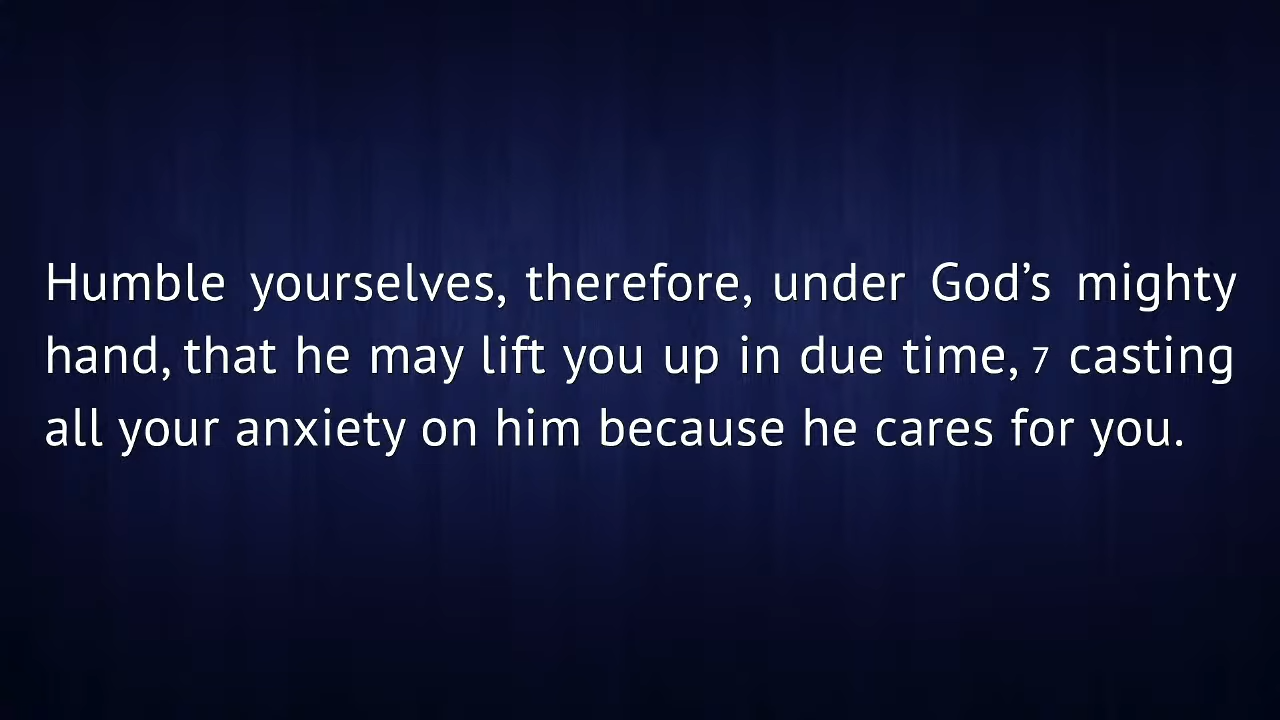 Humble yourselves, therefore, under God’s mighty
hand, that he may lift you up in due time, 7 casting
all your anxiety on him because he cares for you.